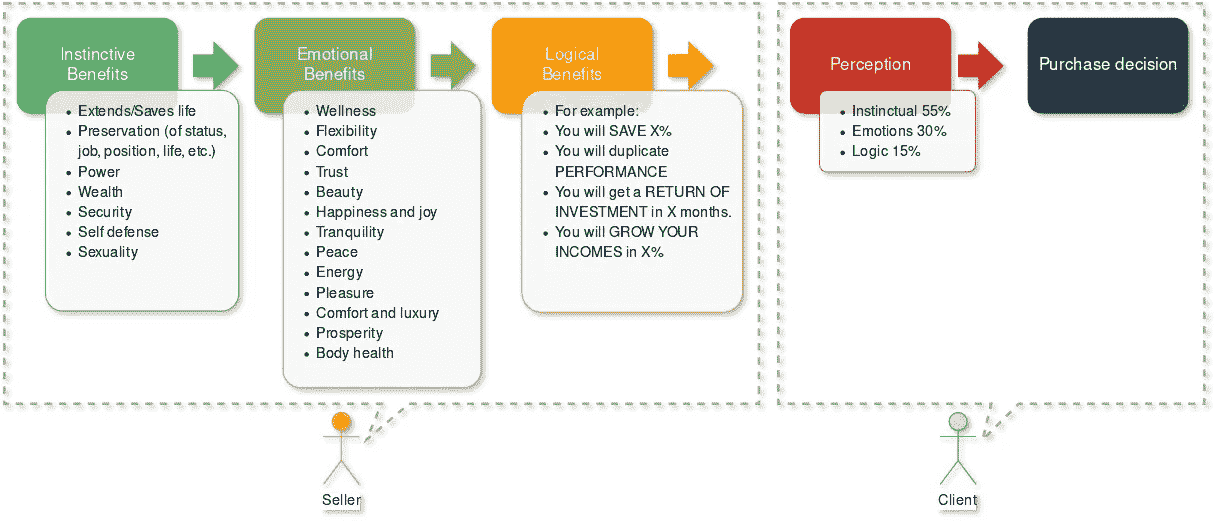 Instinctive
Benefits
• Extends/Saves life
• Preservation (of status,
job, position, life, etc.)
• Power
• Wealth
• Security
• Self defense
• Sexuality
Emotional
Benefits
• Wellness
• Flexibility
• Comfort
• Trust
• Beauty
• Happiness and joy
• Tranquility
• Peace
• Energy
• Pleasure
• Comfort and luxury
• Prosperity
• Body health
Logical
Benefits
• For example:
• You will SAVE X%
• You will duplicate
PERFORMANCE
• You will get a RETURN OF
INVESTMENT in X months.
• You will GROW YOUR
INCOMES in X%
Perception
• Instinctual 55%
• Emotions 30%
• Logic 15%
Purchase decision
Seller
Client